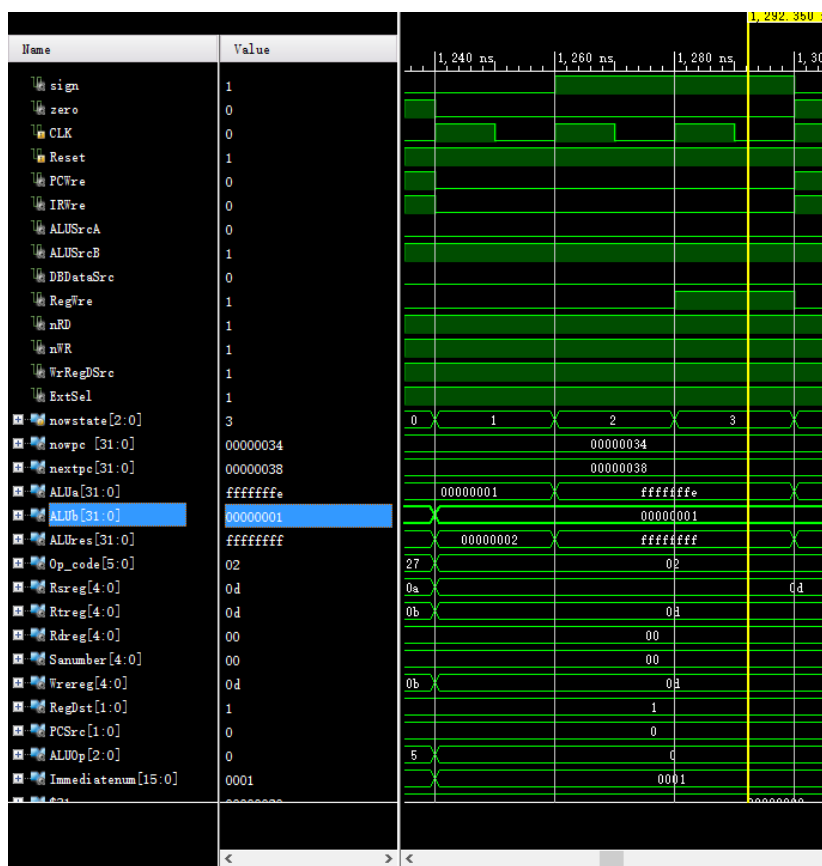 1,292.350
Name Value
1,240 ns 1,260 ns 1,280 ns 1,30
sign 1
zero 0
CLK 0
Reset 1
PCWre 0
IRWre 0
ALUSrcA 0
ALUSrcB 1
DBDataSrc 0
RegWre 1
nRD 1
nWR 1
WrRegDSrc 1
ExtSel 1
nowstate[2:0] 3 0 1 2 3
nowpc [31:0] 00000034 00000034
nextpc[31:0] 00000038 00000038
ALUa[31:0] fffffffe 00000001 fffffffe
ALUb[31:0] 00000001 00000001
ALUres[31:0] ffffffff 00000002 ffffffff
Op_code[5:0] 02 27 02
Rsreg[4:0] 0d 0a 0d
Rtreg[4:0] 0d 0b 0d
Rdreg[4:0] 00 00
Sanumber[4:0] 00 00
Wrereg[4:0] 0d 0b 0d
RegDst[1:0] 1 1
PCSrc[1:0] 0 0
ALUOp[2:0] 0 5 0
Immediatenum[15:0] 0001 0001